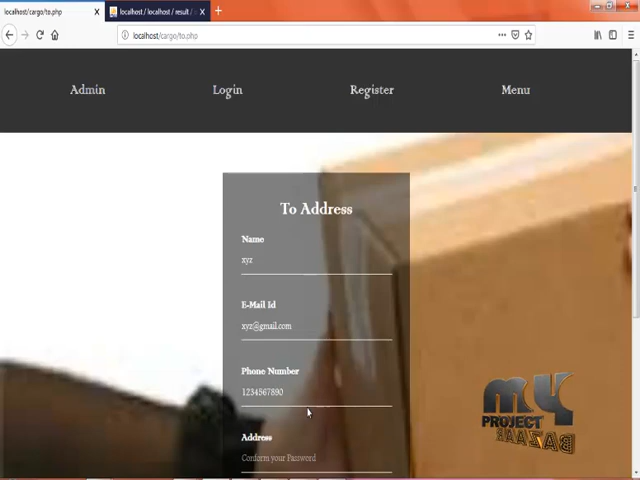 localhost/cargo/to.php
localhost / localhost / result /
localhost/cargo/to.php
Admin
Login
Register
Menu
To Address
Name
xyz
E-Mail Id
xyz@gmail.com
Phone Number
1234567890
Address
Conform your Password
MY
PROJECT
BAZAAR